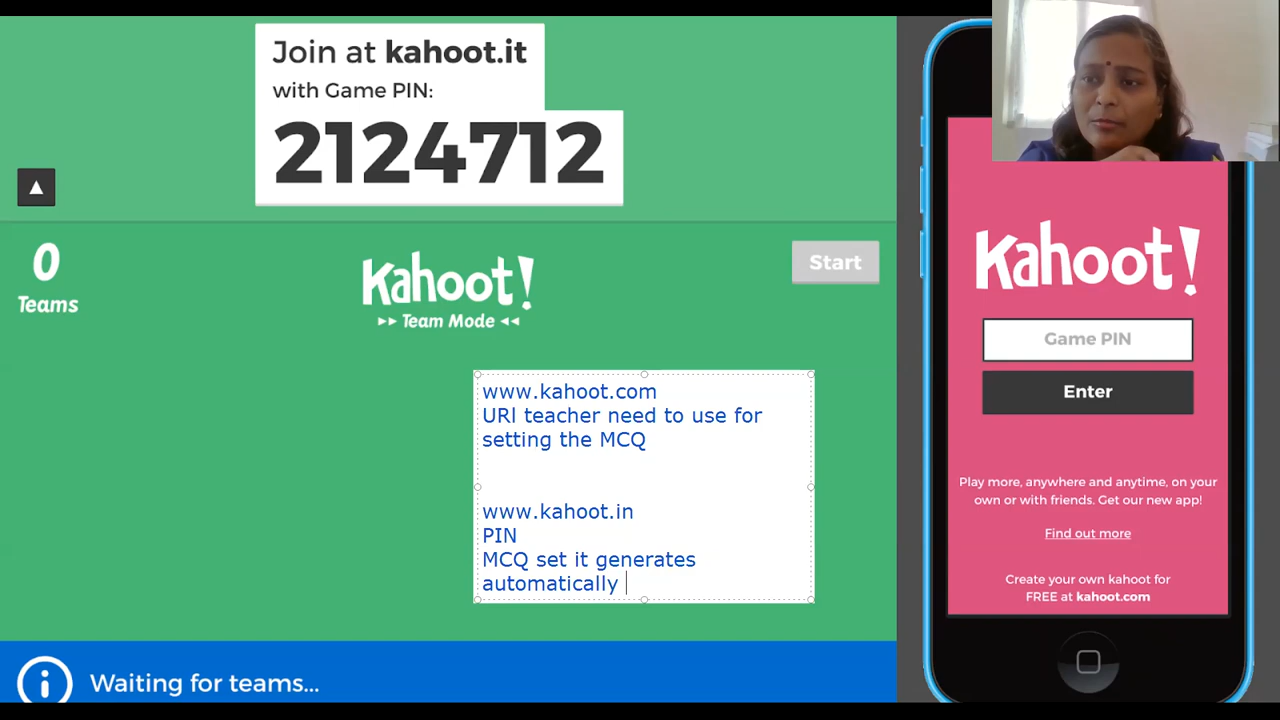 Join at kahoot.it
with Game PIN:
2124712
▲
0
Teams
Kahoot!
Team Mode
Start
www.kahoot.com
URl teacher need to use for
setting the MCQ
www.kahoot.in
PIN
MCQ set it generates
automatically
Waiting for teams...
Kahoot!
Game PIN
Enter
Play more, anywhere and anytime, on your
own or with friends. Get our new app!
Find out more
Create your own kahoot for
FREE at kahoot.com